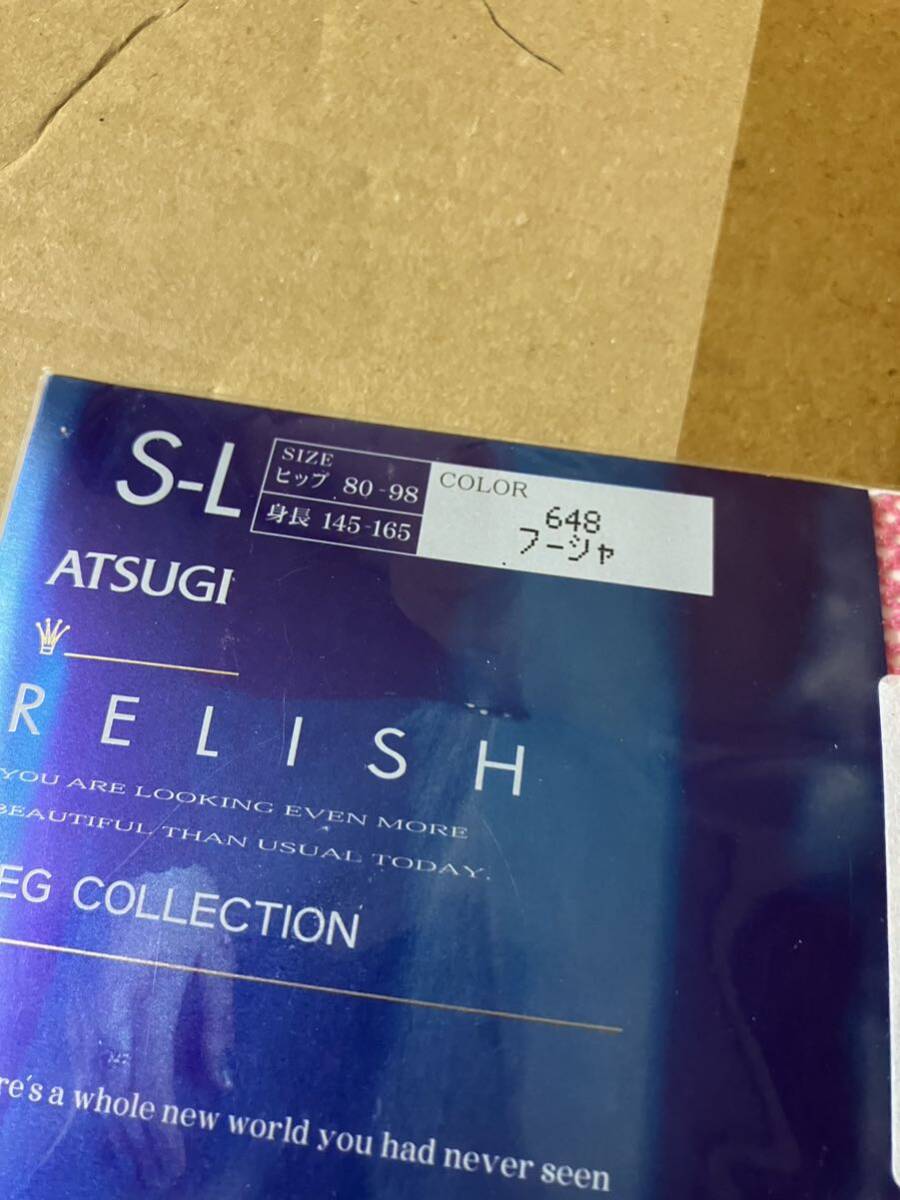 S-L
SIZE
ヒップ 80-98
身長 145-165
COLOR
648
フーシャ
ATSUGI
RELISH
YOU ARE LOOKING EVEN MORE
BEAUTIFUL THAN USUAL TODAY.
EG COLLECTION
re's a whole new world you had never seen